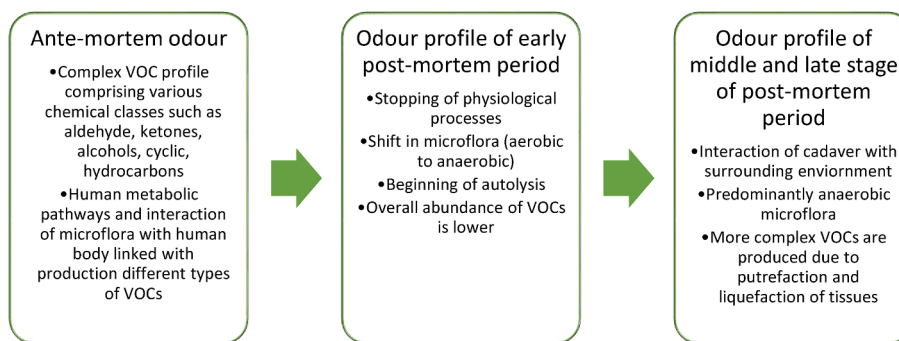 Ante-mortem odour
•Complex VOC profile
comprising various
chemical classes such as
aldehyde, ketones,
alcohols, cyclic,
hydrocarbons
•Human metabolic
pathways and interaction
of microflora with human
body linked with
production different types
of VOCs
Odour profile of early
post-mortem period
•Stopping of physiological
processes
•Shift in microflora (aerobic
to anaerobic)
•Beginning of autolysis
•Overall abundance of VOCs
is lower
Odour profile of
middle and late stage
of post-mortem
period
•Interaction of cadaver with
surrounding enviornment
•Predominantly anaerobic
microflora
•More complex VOCs are
produced due to
putrefaction and
liquefaction of tissues